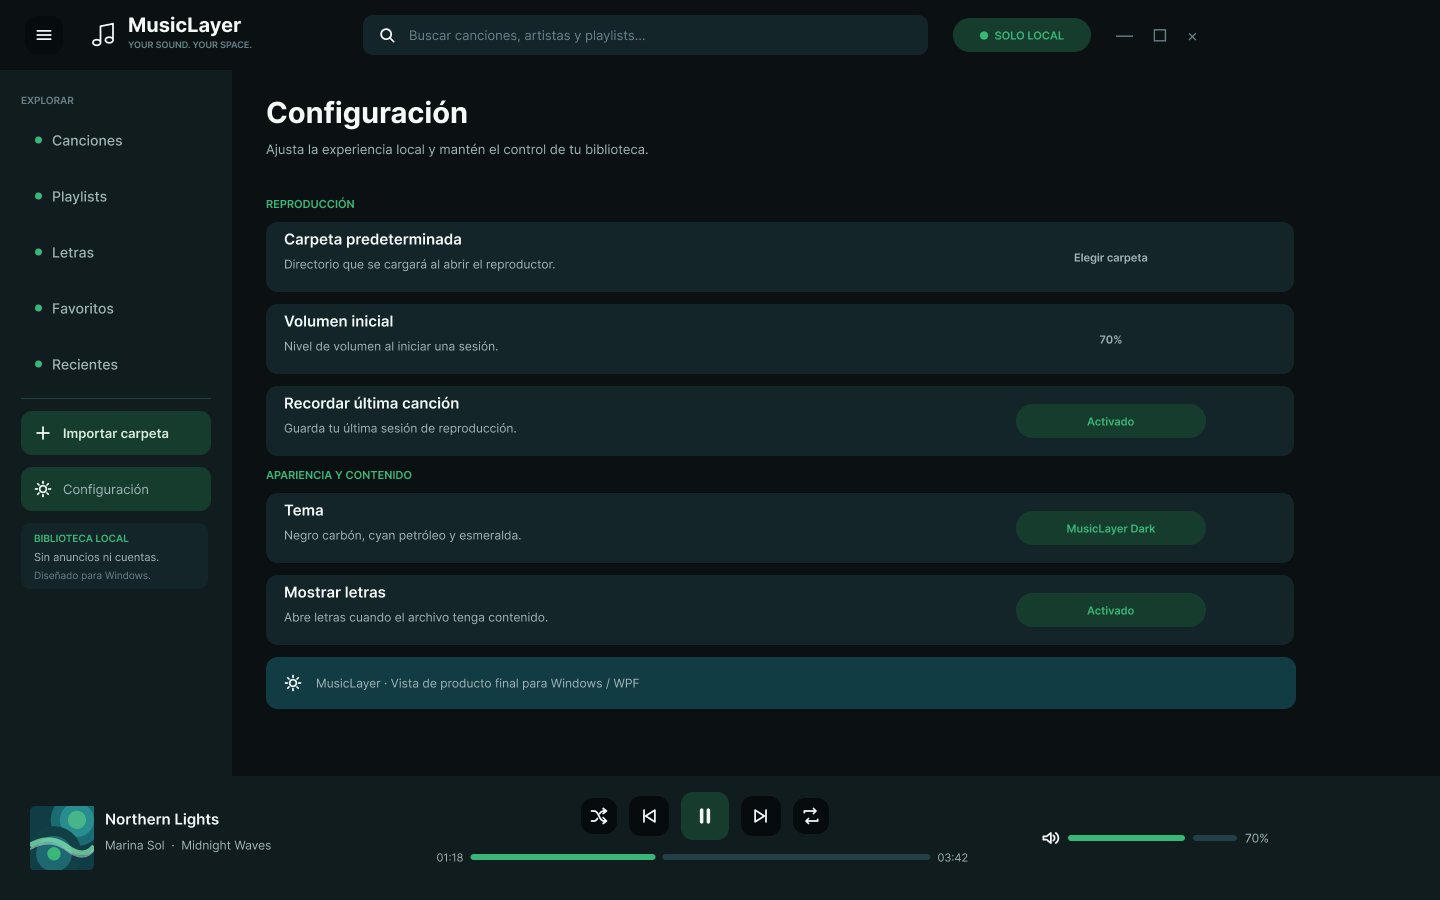 MusicLayer
YOUR SOUND. YOUR SPACE.
Buscar canciones, artistas y playlists...
SOLO LOCAL
EXPLORAR
Canciones
Playlists
Letras
Favoritos
Recientes
Importar carpeta
Configuración
BIBLIOTECA LOCAL
Sin anuncios ni cuentas.
Diseñado para Windows.
Configuración
Ajusta la experiencia local y mantén el control de tu biblioteca.
REPRODUCCIÓN
Carpeta predeterminada
Directorio que se cargará al abrir el reproductor.
Elegir carpeta
Volumen inicial
Nivel de volumen al iniciar una sesión.
70%
Recordar última canción
Guarda tu última sesión de reproducción.
Activado
APARIENCIA Y CONTENIDO
Tema
Negro carbón, cyan petróleo y esmeralda.
MusicLayer Dark
Mostrar letras
Abre letras cuando el archivo tenga contenido.
Activado
MusicLayer · Vista de producto final para Windows / WPF
Northern Lights
Marina Sol · Midnight Waves
01:18
03:42
70%